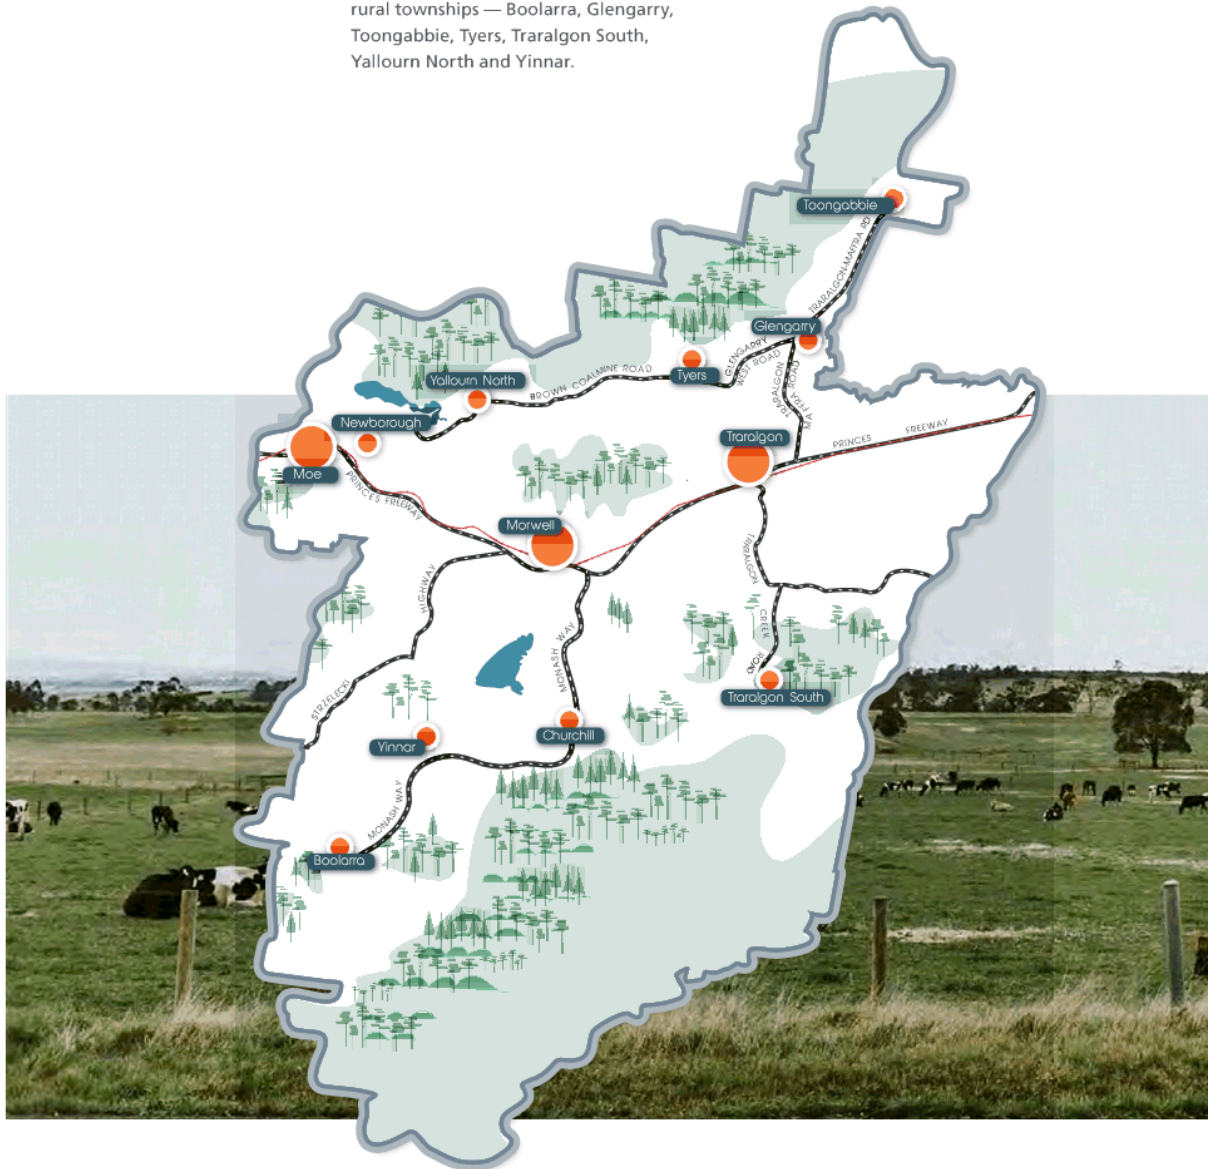 rural townships — Boolarra, Glengarry,
Toongabbie, Tyers, Traralgon South,
Yallourn North and Yinnar.
Toongabbie
TRARALGON-MAFFRA RD
Glengarry
GLENGARRY
WEST ROAD
TRARALGON
MAFFRA ROAD
Tyers
BROWN COALMINE ROAD
Yallourn North
Newborough
Moe
PRINCES FREEWAY
Traralgon
PRINCES FREEWAY
Morwell
HIGHWAY
STRZELECKI
MONASH WAY
TRARALGON
CREEK
ROAD
Traralgon South
Churchill
Yinnar
MONASH WAY
Boolarra